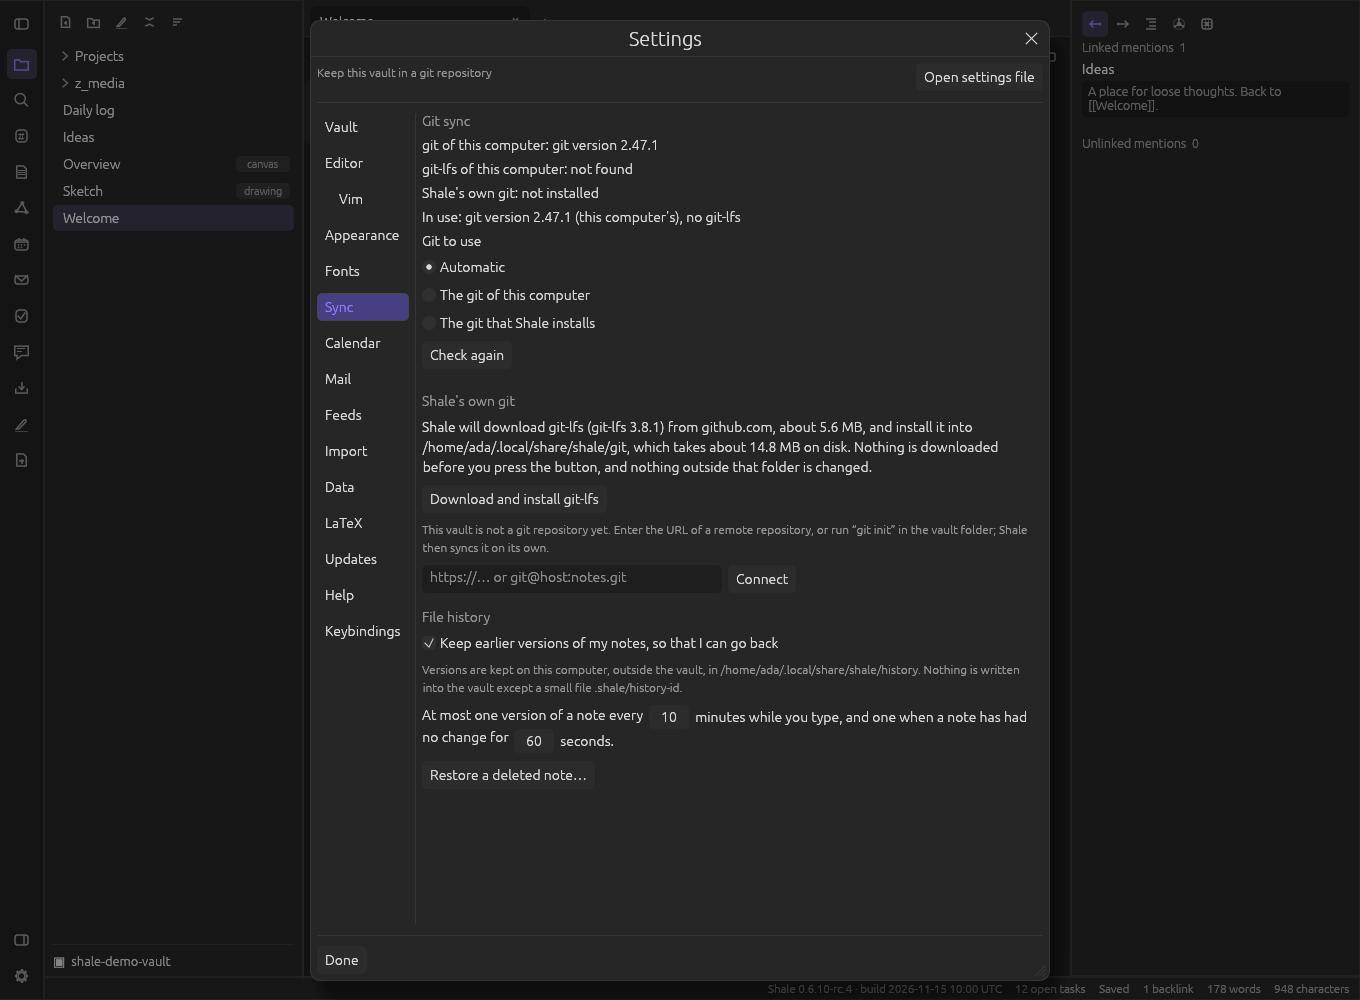 Settings
Keep this vault in a git repository
Open settings file
Projects
z_media
Daily log
Ideas
Overview canvas
Sketch drawing
Welcome
shale-demo-vault
Vault
Editor
Vim
Appearance
Fonts
Sync
Calendar
Mail
Feeds
Import
Data
LaTeX
Updates
Help
Keybindings
Git sync
git of this computer: git version 2.47.1
git-lfs of this computer: not found
Shale's own git: not installed
In use: git version 2.47.1 (this computer's), no git-lfs
Git to use
Automatic
The git of this computer
The git that Shale installs
Check again
Shale's own git
Shale will download git-lfs (git-lfs 3.8.1) from github.com, about 5.6 MB, and install it into
/home/ada/.local/share/shale/git, which takes about 14.8 MB on disk. Nothing is downloaded
before you press the button, and nothing outside that folder is changed.
Download and install git-lfs
This vault is not a git repository yet. Enter the URL of a remote repository, or run “git init” in the vault folder; Shale
then syncs it on its own.
https://… or git@host:notes.git
Connect
File history
Keep earlier versions of my notes, so that I can go back
Versions are kept on this computer, outside the vault, in /home/ada/.local/share/shale/history. Nothing is written
into the vault except a small file .shale/history-id.
At most one version of a note every 10 minutes while you type, and one when a note has had
no change for 60 seconds.
Restore a deleted note…
Done
Linked mentions 1
Ideas
A place for loose thoughts. Back to
[[Welcome]].
Unlinked mentions 0
Shale 0.6.10-rc.4 · build 2026-11-15 10:00 UTC 12 open tasks Saved 1 backlink 178 words 948 characters